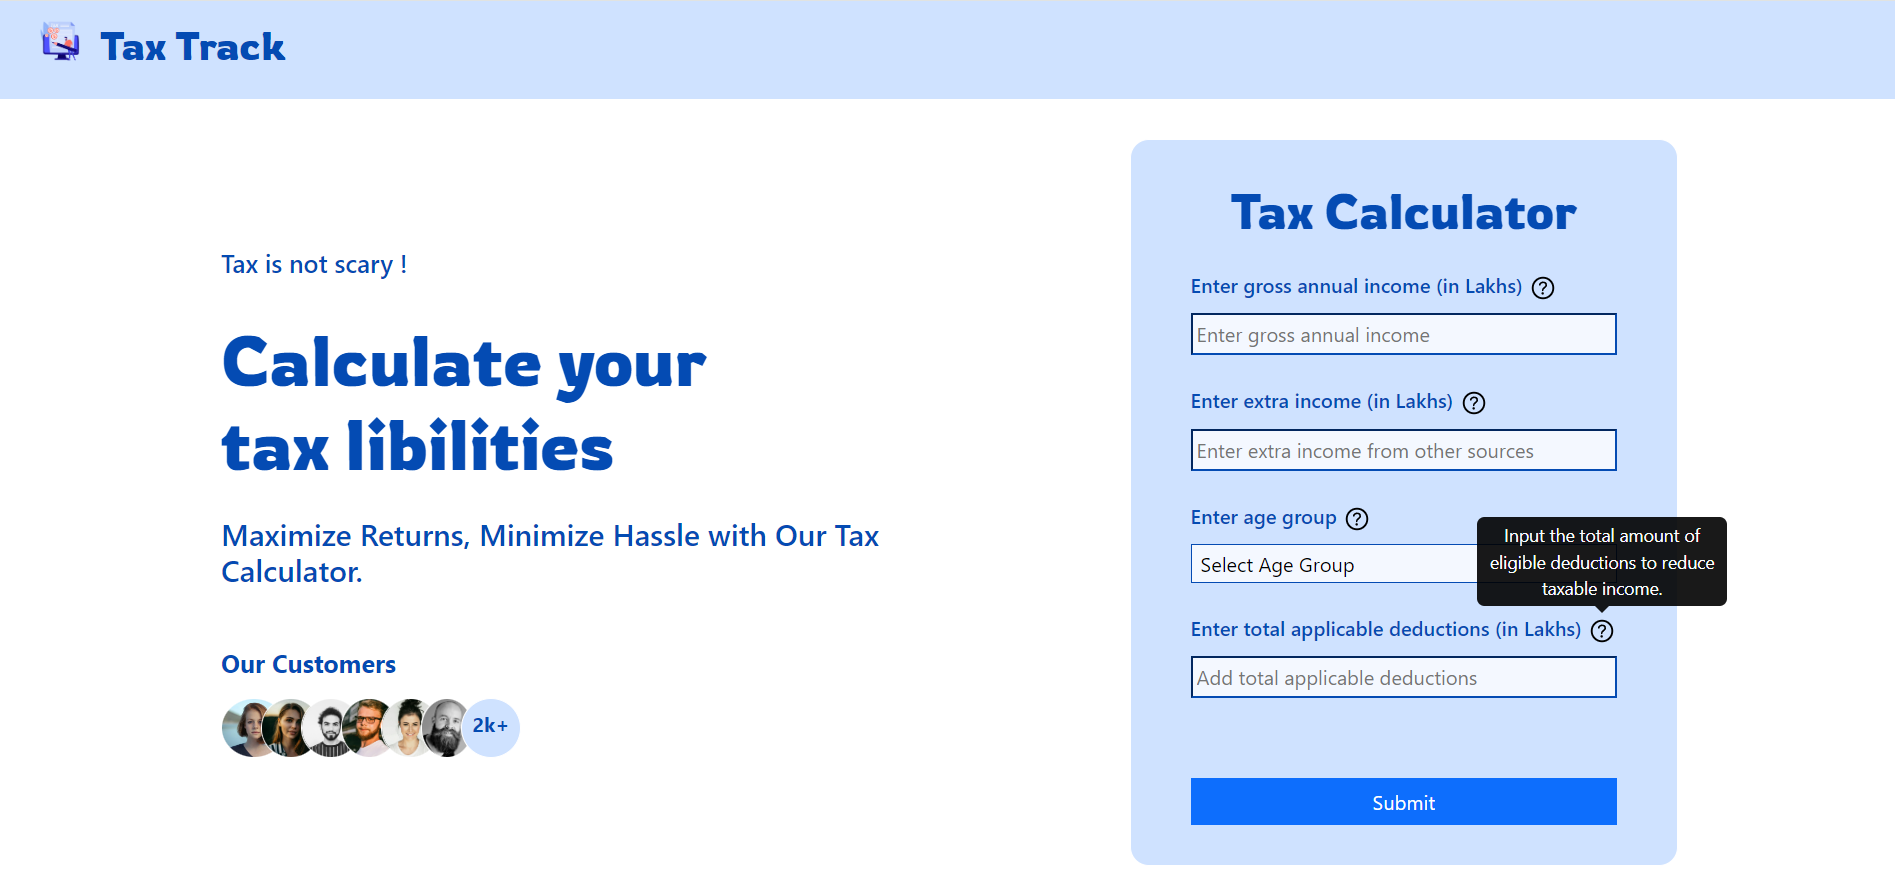 Tax Track
Tax is not scary !
Calculate your
tax libilities
Maximize Returns, Minimize Hassle with Our Tax
Calculator.
Our Customers
2k+
Tax Calculator
Enter gross annual income (in Lakhs) ?
Enter gross annual income
Enter extra income (in Lakhs) ?
Enter extra income from other sources
Enter age group ?
Select Age Group
Input the total amount of
eligible deductions to reduce
taxable income.
Enter total applicable deductions (in Lakhs) ?
Add total applicable deductions
Submit